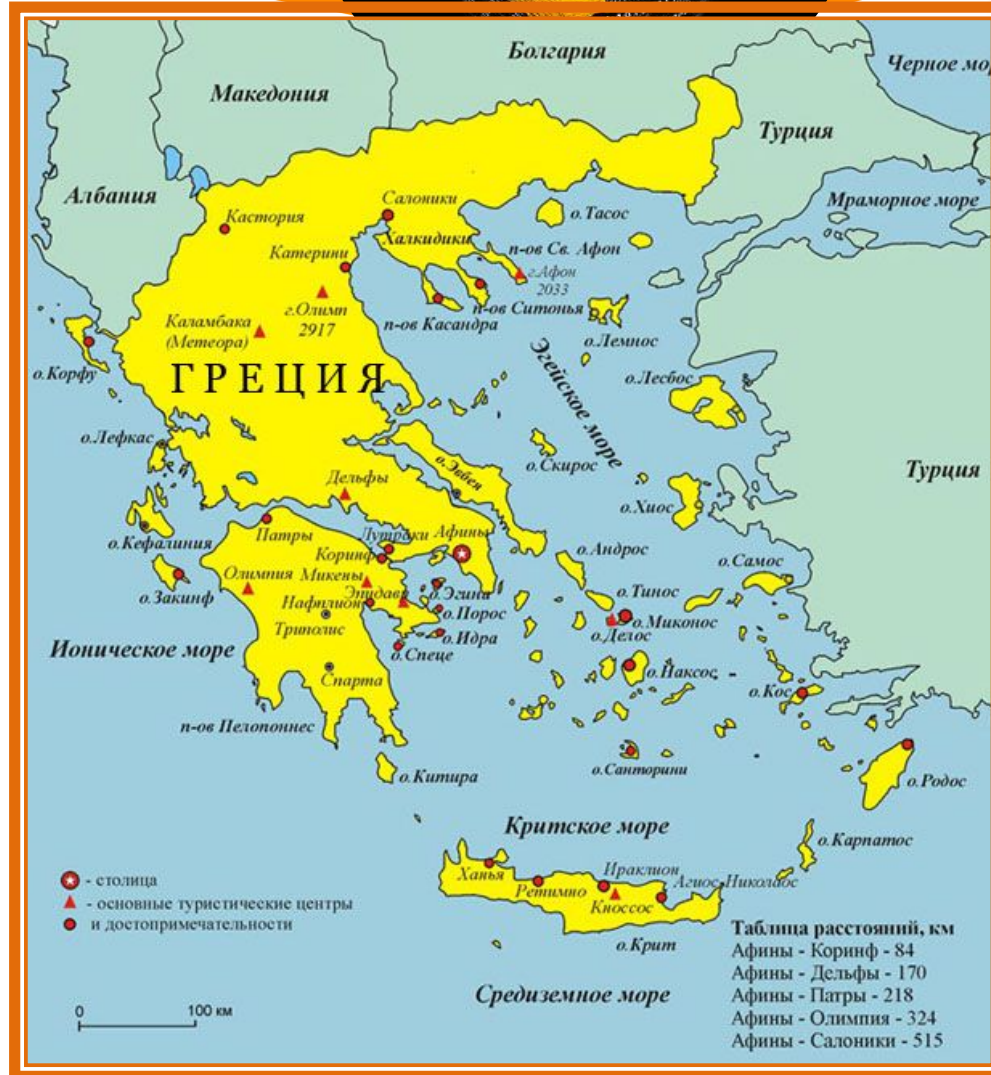 Болгария
Черное мор
Македония
Турция
Албания
Мраморное море
Салоники
о.Тасос
Кастория
Халкидики
п-ов Св. Афон
Катерини
г.Афон
2033
г.Олимп
2917
п-ов Ситонья
п-ов Касандра
Каламбака
(Метеора)
о.Лемнос
о.Корфу
ГРЕЦИЯ
Эгейское море
о.Лесбос
о.Лефкас
о.Скирос
о.Эвбея
Турция
Дельфы
о.Хиос
о.Кефалиния
Патры
Лутраки
Афины
Коринф
о.Андрос
о.Самос
Олимпия
Микены
о.Закинф
Эпидавр
о.Эгина
о.Тинос
Нафплион
о.Порос
о.Миконос
Триполис
о.Делос
о.Идра
Ионическое море
о.Спеце
о.Наксос
Спарта
о.Кос
п-ов Пелопоннес
о.Санторини
о.Китира
о.Родос
Критское море
о.Карпатос
Ханья
Ираклион
Ретимно
Агиос-Николаос
Кноссос
о.Крит
Средиземное море
- столица
- основные туристические центры
и достопримечательности
0 100 км
Таблица расстояний, км
Афины - Коринф - 84
Афины - Дельфы - 170
Афины - Патры - 218
Афины - Олимпия - 324
Афины - Салоники - 515